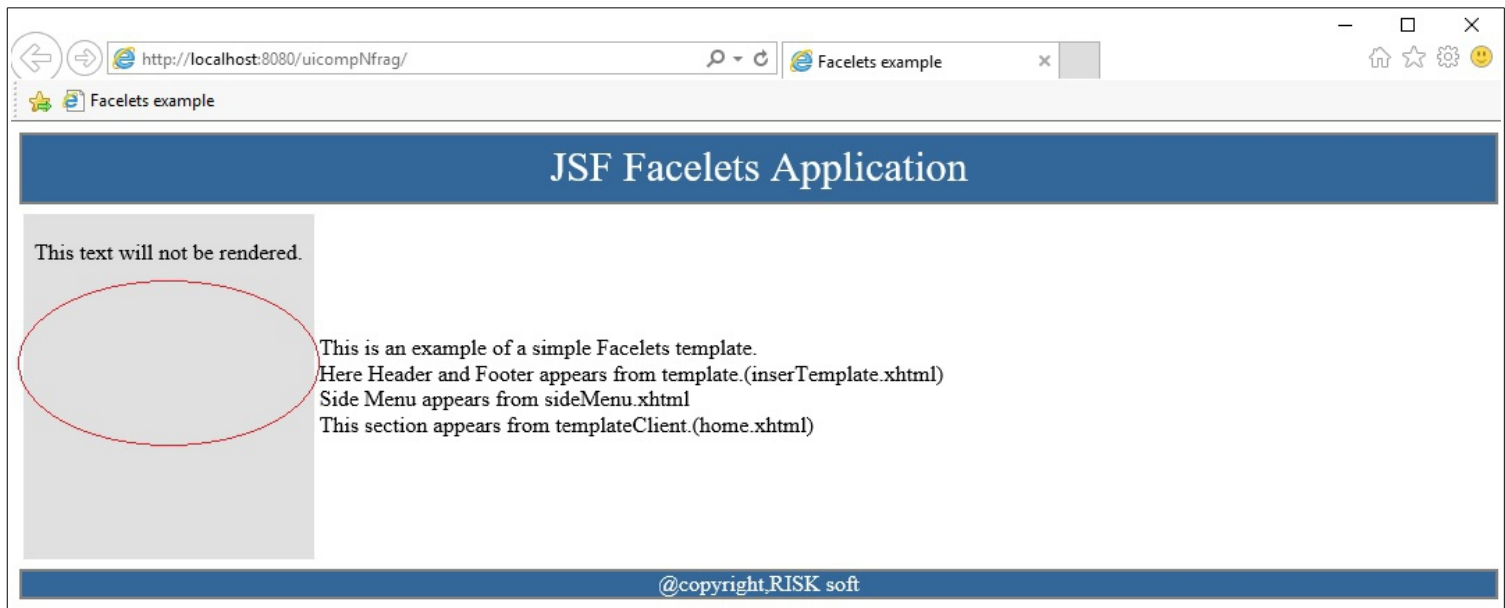 http://localhost:8080/uicompNfrag/
Facelets example
Facelets example
JSF Facelets Application
This text will not be rendered.
This is an example of a simple Facelets template.
Here Header and Footer appears from template.(inserTemplate.xhtml)
Side Menu appears from sideMenu.xhtml
This section appears from templateClient.(home.xhtml)
@copyright,RISK soft